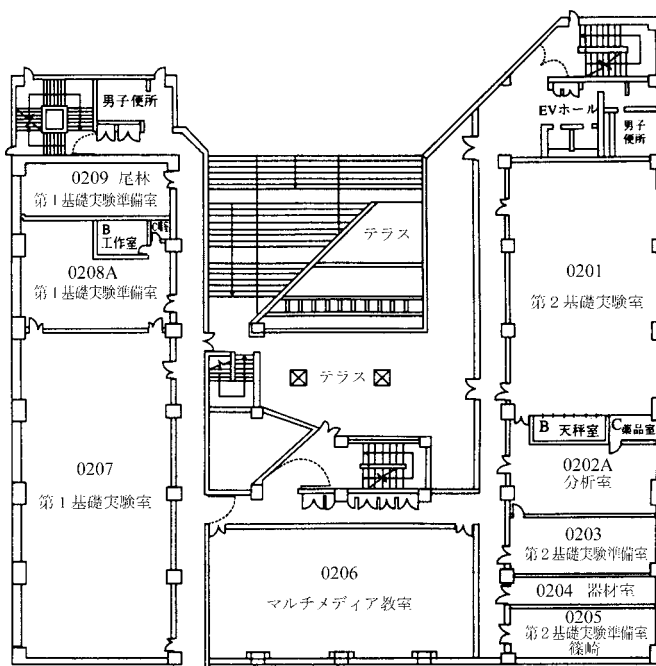 男子便所
EVホール
男子
便所
0209 尾林
第1基礎実験準備室
B
工作室
C
0208A
第1基礎実験準備室
テラス
0201
第2基礎実験室
テラス
B 天秤室
C薬品室
0202A
分析室
0207
第1基礎実験室
0203
第2基礎実験準備室
0206
マルチメディア教室
0204 器材室
0205
第2基礎実験準備室
篠崎